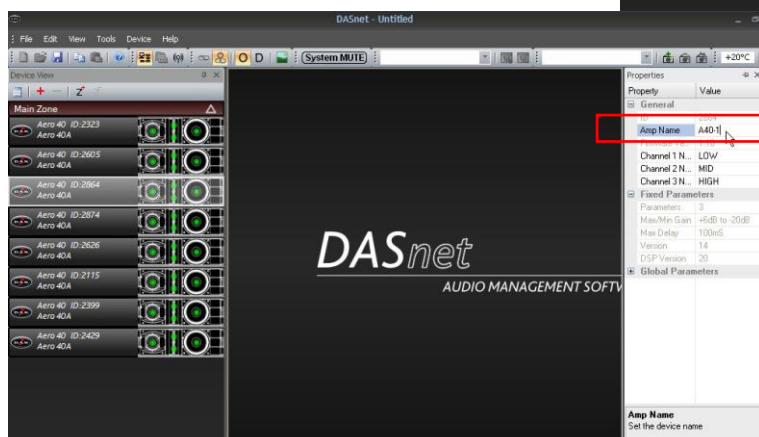 DASnet - Untitled
File Edit View Tools Device Help
O D System MUTE +20°C
Device View
Main Zone
Aero 40 ID:2323
Aero 40A
Aero 40 ID:2605
Aero 40A
Aero 40 ID:2864
Aero 40A
Aero 40 ID:2874
Aero 40A
Aero 40 ID:2626
Aero 40A
Aero 40 ID:2115
Aero 40A
Aero 40 ID:2399
Aero 40A
Aero 40 ID:2429
Aero 40A
DASnet
AUDIO MANAGEMENT SOFTW
Properties
Property Value
General
ID 2864
Amp Name A40-1
Channel 1 N... LOW
Channel 2 N... MID
Channel 3 N... HIGH
Fixed Parameters
Parameters 3
Max/Min Gain +6dB to -20dB
Max Delay 100mS
Version 14
DSP Version 20
Global Parameters
Amp Name
Set the device name